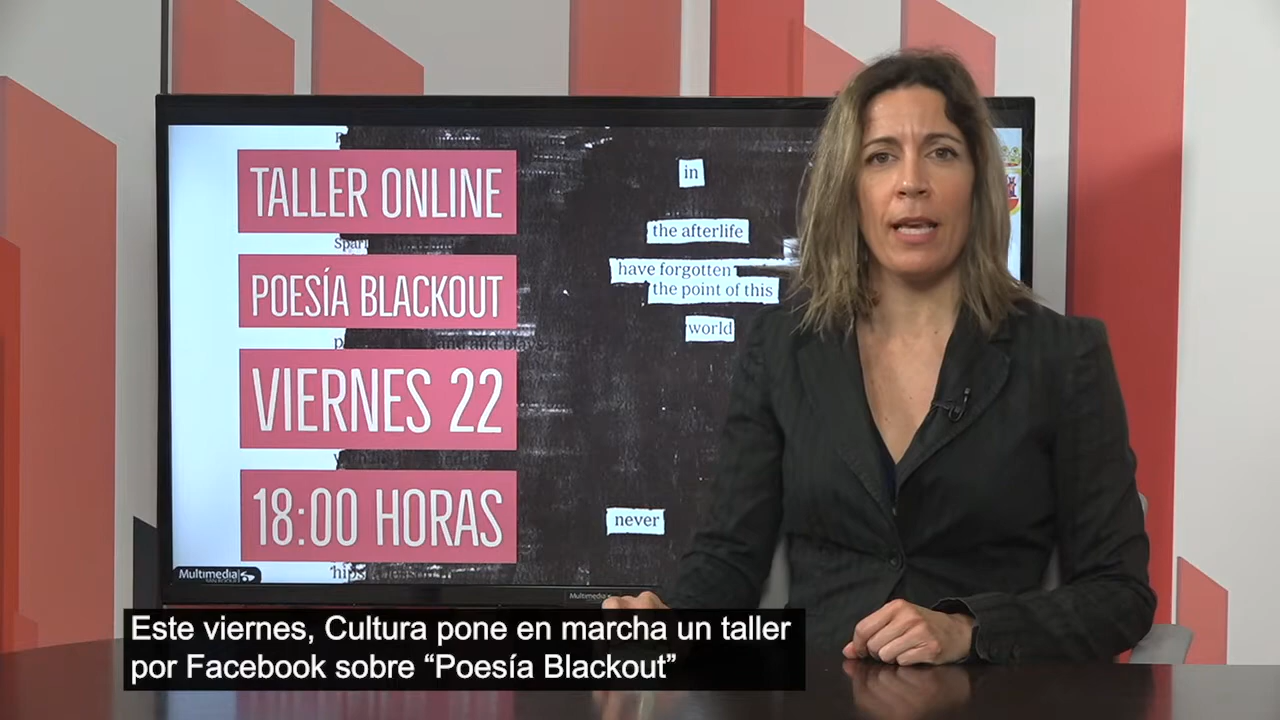 TALLER ONLINE
POESÍA BLACKOUT
VIERNES 22
18:00 HORAS
in
the afterlife
have forgotten
the point of this
world
never
Multimedia
Multimedia
Este viernes, Cultura pone en marcha un taller
por Facebook sobre “Poesía Blackout”